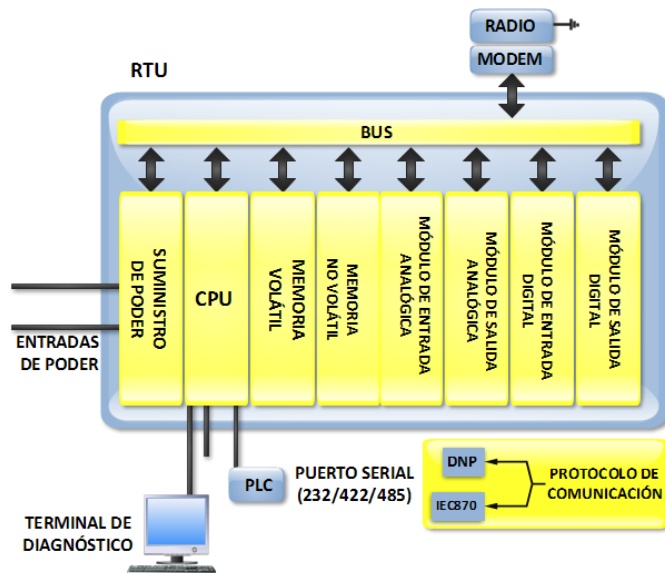 RADIO
MODEM
RTU
BUS
SUMINISTRO
DE PODER
CPU
MEMORIA
VOLÁTIL
MEMORIA
NO VOLÁTIL
MÓDULO DE ENTRADA
ANALÓGICA
MÓDULO DE SALIDA
ANALÓGICA
MÓDULO DE ENTRADA
DIGITAL
MÓDULO DE SALIDA
DIGITAL
ENTRADAS
DE PODER
PLC
PUERTO SERIAL
(232/422/485)
DNP
IEC870
PROTOCOLO DE
COMUNICACIÓN
TERMINAL DE
DIAGNÓSTICO